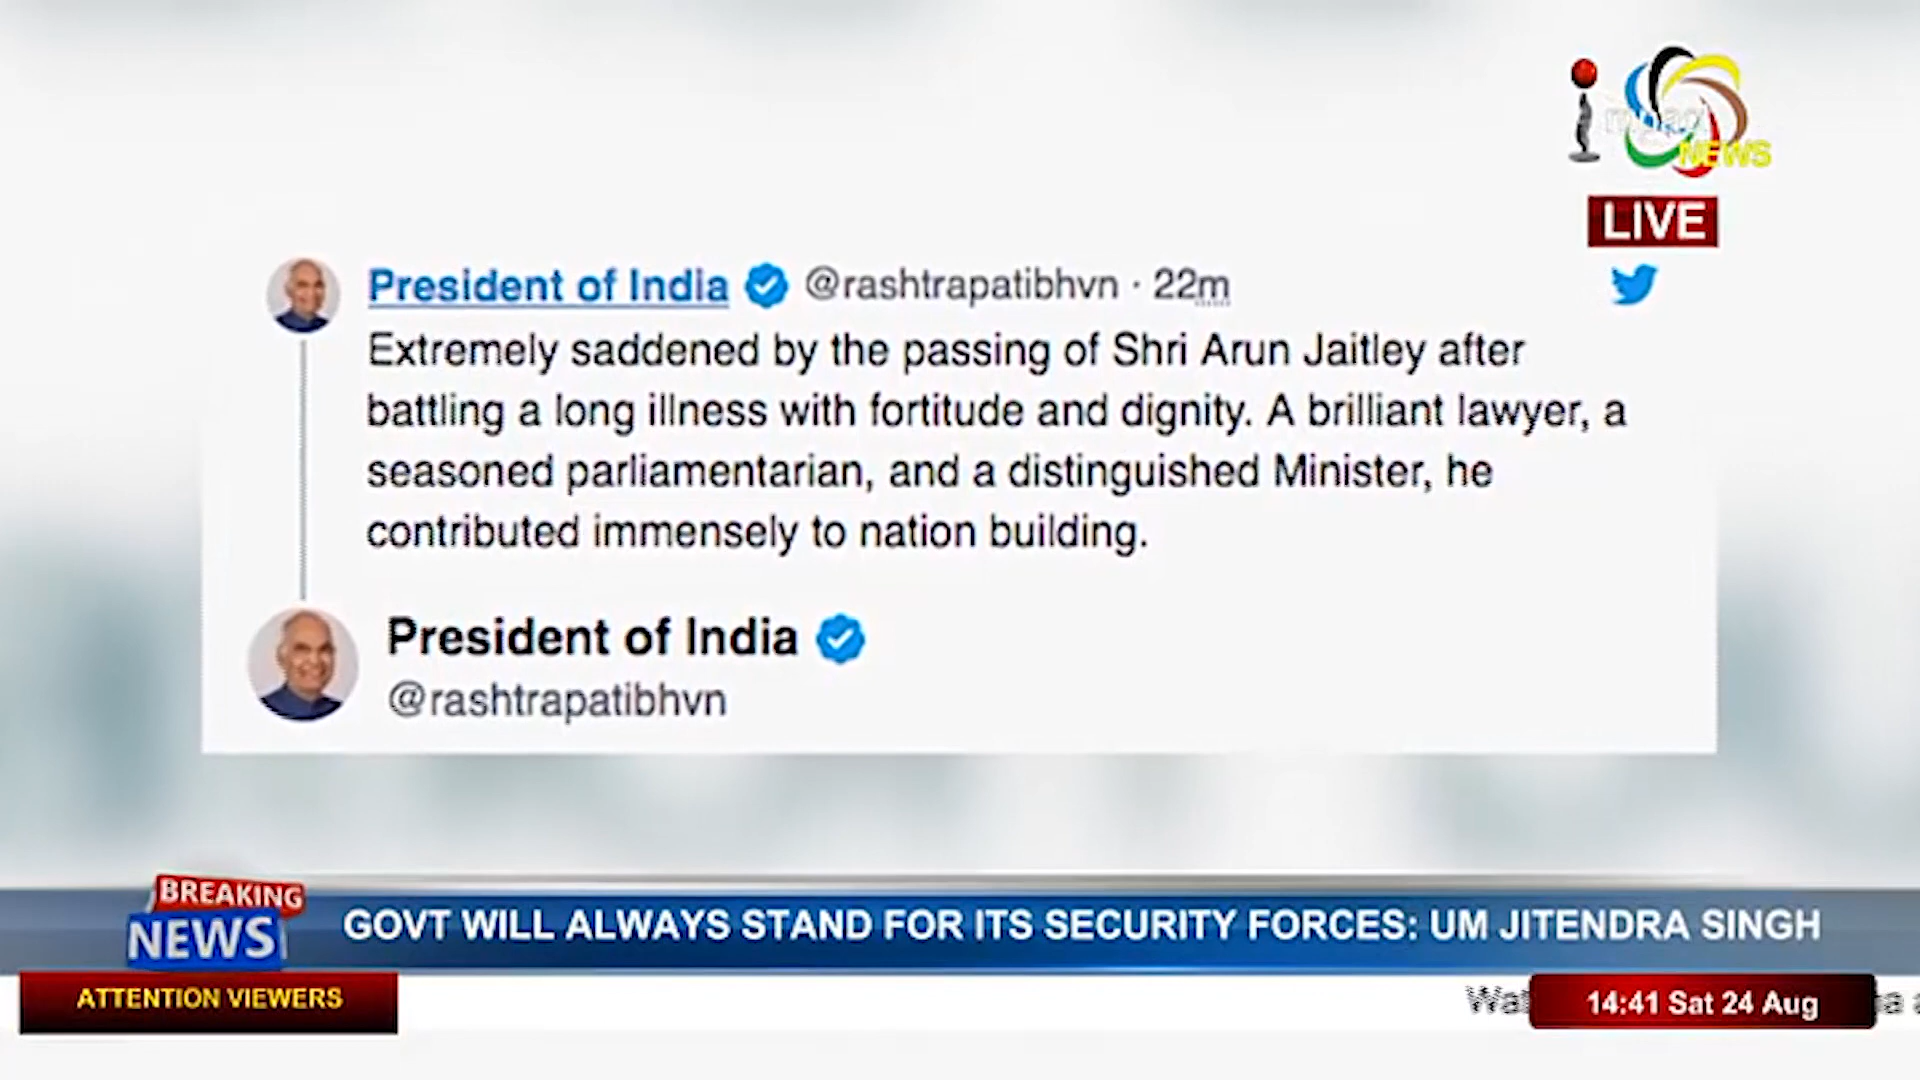 impact
NEWS
LIVE
President of India @rashtrapatibhvn · 22m
Extremely saddened by the passing of Shri Arun Jaitley after
battling a long illness with fortitude and dignity. A brilliant lawyer, a
seasoned parliamentarian, and a distinguished Minister, he
contributed immensely to nation building.
President of India
@rashtrapatibhvn
BREAKING
NEWS
GOVT WILL ALWAYS STAND FOR ITS SECURITY FORCES: UM JITENDRA SINGH
ATTENTION VIEWERS
14:41 Sat 24 Aug